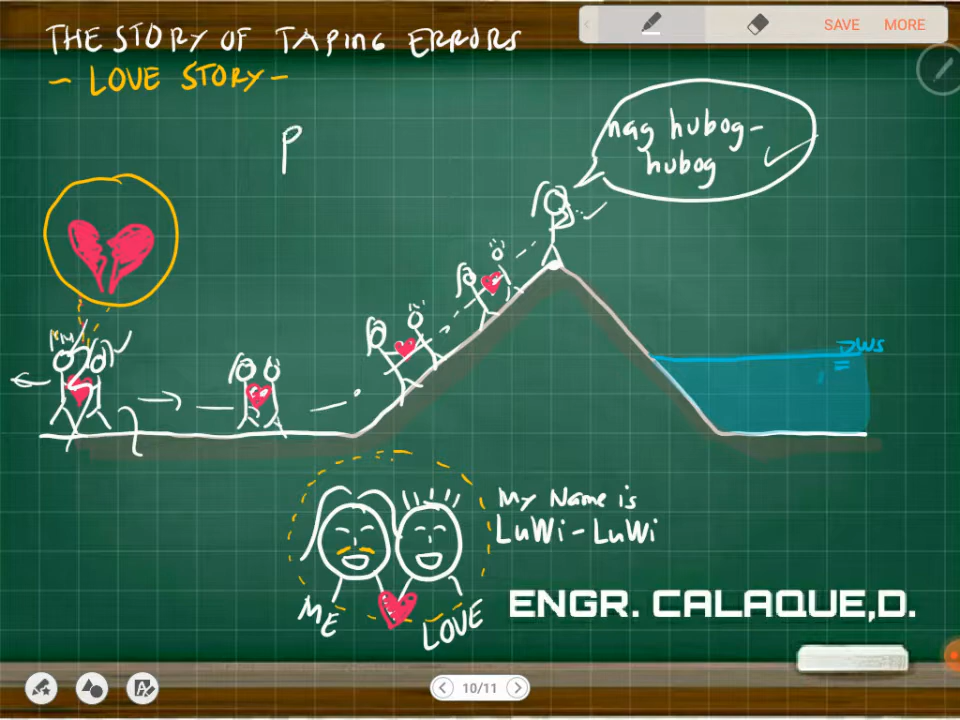 THE STORY OF TAPING ERRORS
- LOVE STORY -
SAVE MORE
P
nag hubog-
hubog
DWS
My Name is
LuWi-LuWi
ME
LOVE
ENGR. CALAQUE,D.
10/11